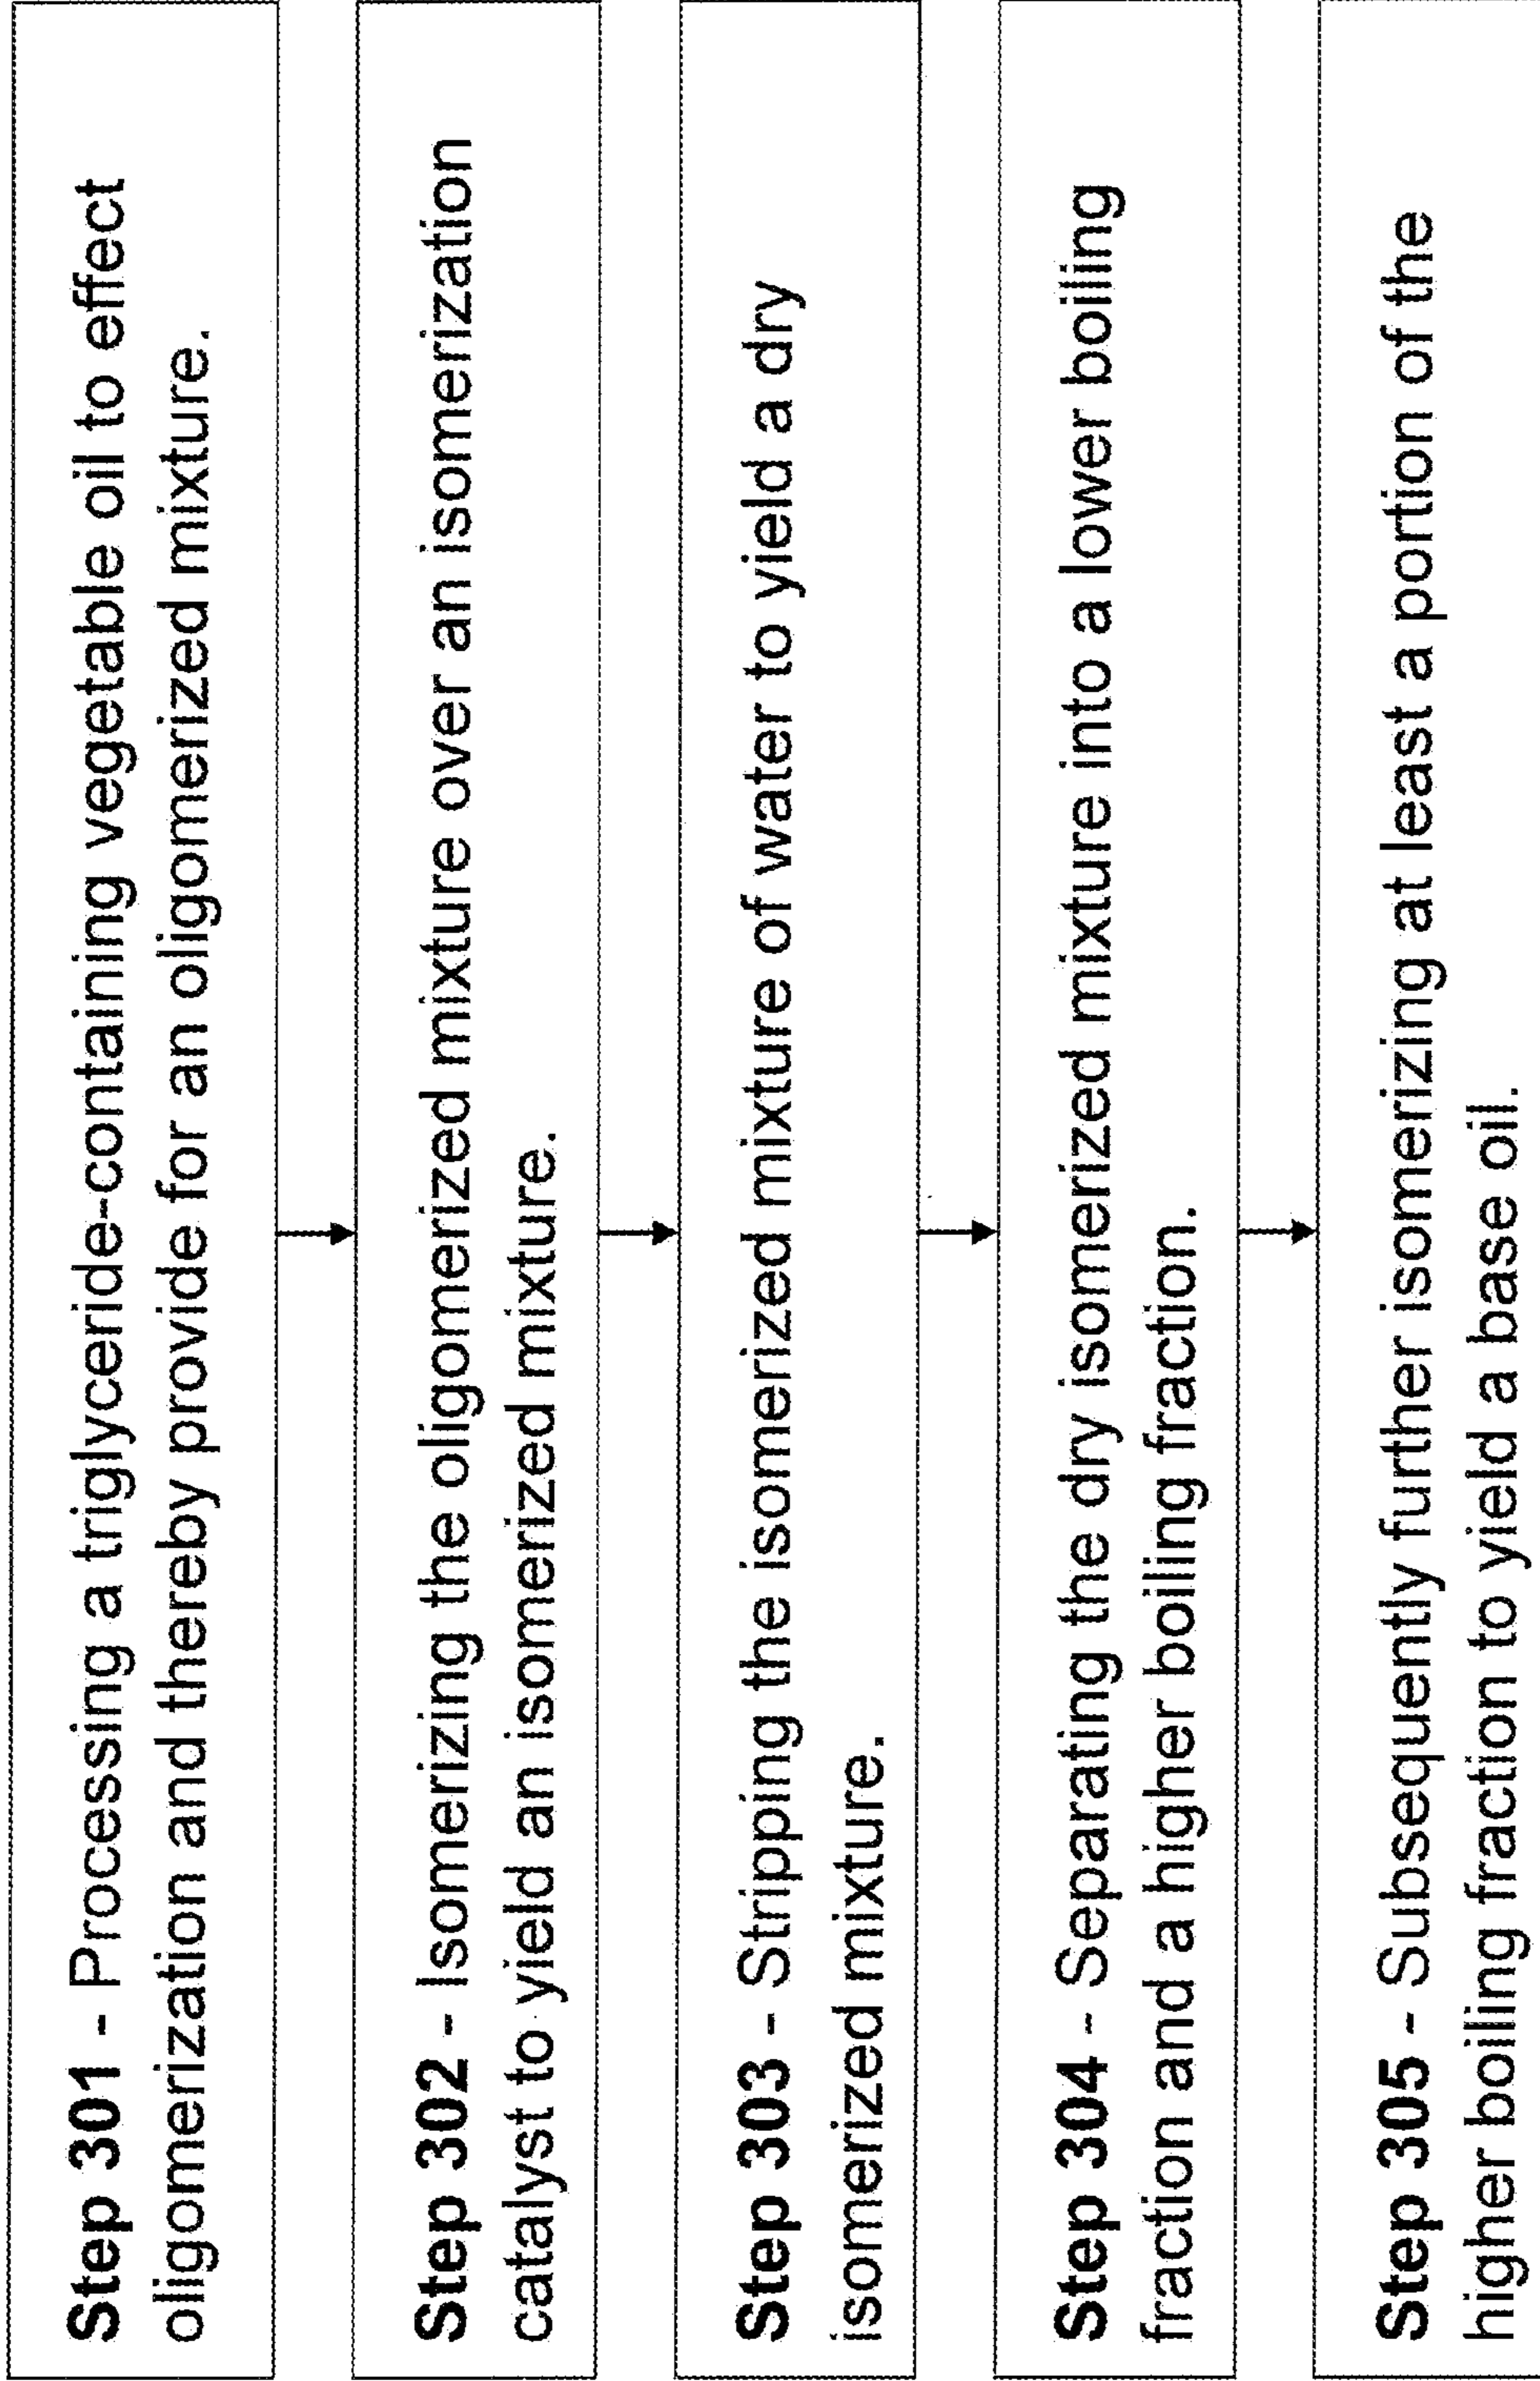 Step 301 - Processing a triglyceride-containing vegetable oil to effect
oligomerization and thereby provide for an oligomerized mixture.
Step 302 - Isomerizing the oligomerized mixture over an isomerization
catalyst to yield an isomerized mixture.
Step 303 - Stripping the isomerized mixture of water to yield a dry
isomerized mixture.
Step 304 - Separating the dry isomerized mixture into a lower boiling
fraction and a higher boiling fraction.
Step 305 - Subsequently further isomerizing at least a portion of the
higher boiling fraction to yield a base oil.